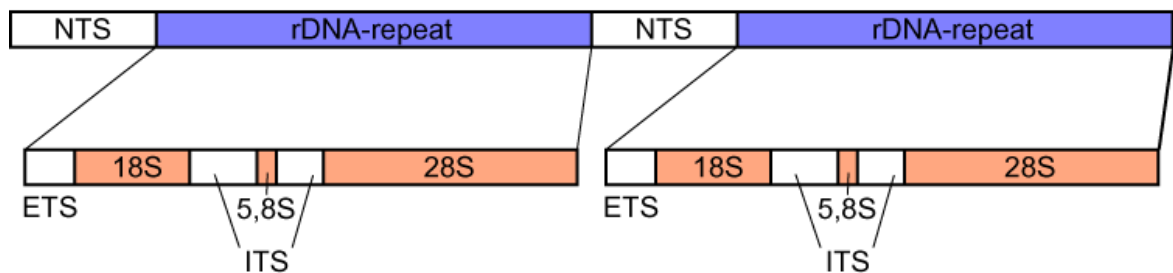 NTS rDNA-repeat NTS rDNA-repeat
18S 28S 18S 28S
ETS 5,8S ETS 5,8S
ITS ITS